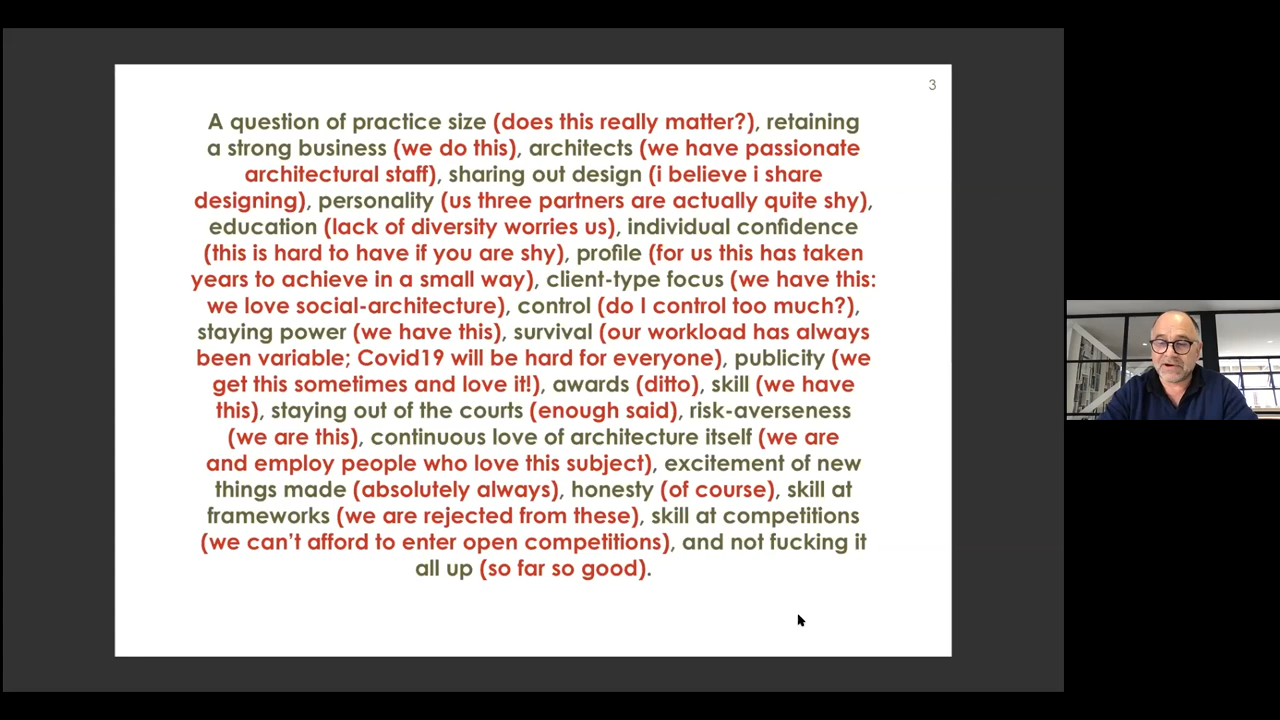 3
A question of practice size (does this really matter?), retaining
a strong business (we do this), architects (we have passionate
architectural staff), sharing out design (i believe i share
designing), personality (us three partners are actually quite shy),
education (lack of diversity worries us), individual confidence
(this is hard to have if you are shy), profile (for us this has taken
years to achieve in a small way), client-type focus (we have this:
we love social-architecture), control (do I control too much?),
staying power (we have this), survival (our workload has always
been variable; Covid19 will be hard for everyone), publicity (we
get this sometimes and love it!), awards (ditto), skill (we have
this), staying out of the courts (enough said), risk-averseness
(we are this), continuous love of architecture itself (we are
and employ people who love this subject), excitement of new
things made (absolutely always), honesty (of course), skill at
frameworks (we are rejected from these), skill at competitions
(we can't afford to enter open competitions), and not fucking it
all up (so far so good).